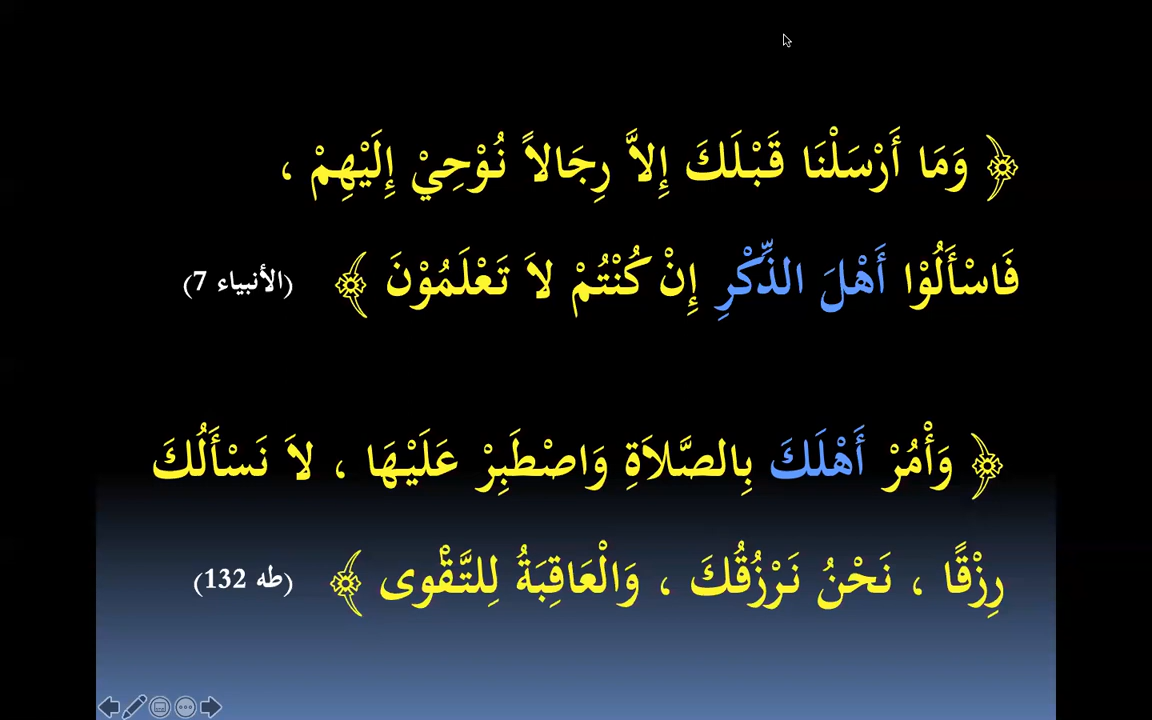 ﴿ وَمَا أَرْسَلْنَا قَبْلَكَ إِلاَّ رِجَالاً نُوْحِيْ إِلَيْهِمْ ،
فَاسْأَلُوْا أَهْلَ الذِّكْرِ إِنْ كُنْتُمْ لاَ تَعْلَمُوْنَ ﴾ (الأنبياء 7)
﴿ وَأْمُرْ أَهْلَكَ بِالصَّلاَةِ وَاصْطَبِرْ عَلَيْهَا ، لاَ نَسْأَلُكَ
رِزْقًا ، نَحْنُ نَرْزُقُكَ ، وَالْعَاقِبَةُ لِلتَّقْوى ﴾ (طه 132)